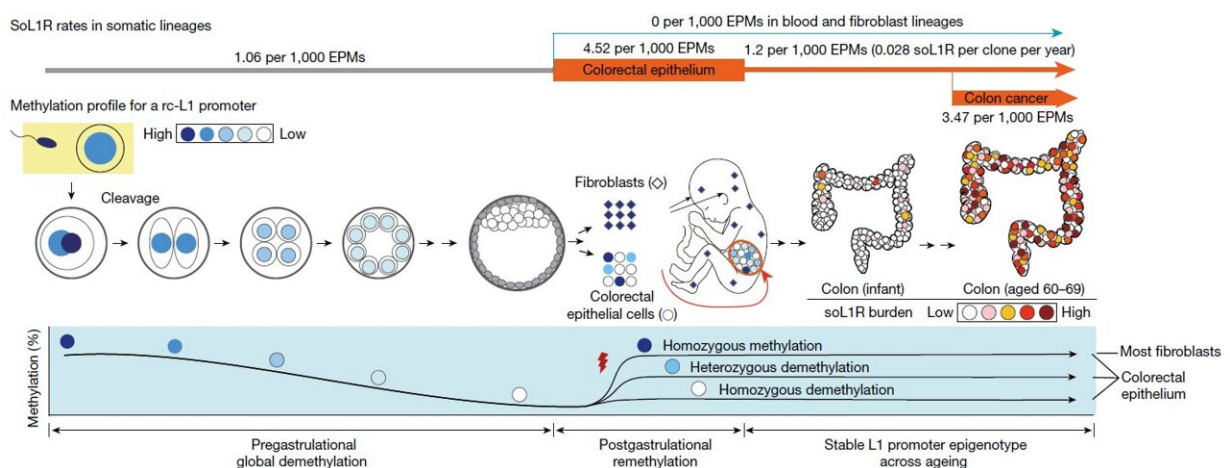 SoL1R rates in somatic lineages
0 per 1,000 EPMs in blood and fibroblast lineages
1.06 per 1,000 EPMs
4.52 per 1,000 EPMs
1.2 per 1,000 EPMs (0.028 soL1R per clone per year)
Colorectal epithelium
Colon cancer
3.47 per 1,000 EPMs
Methylation profile for a rc-L1 promoter
High
Low
Cleavage
Fibroblasts (◇)
Colorectal
epithelial cells (○)
Colon (infant)
Colon (aged 60–69)
soL1R burden
Low
High
Methylation (%)
Homozygous methylation
Heterozygous demethylation
Homozygous demethylation
Most fibroblasts
Colorectal
epithelium
Pregastrulational
global demethylation
Postgastrulational
remethylation
Stable L1 promoter epigenotype
across ageing